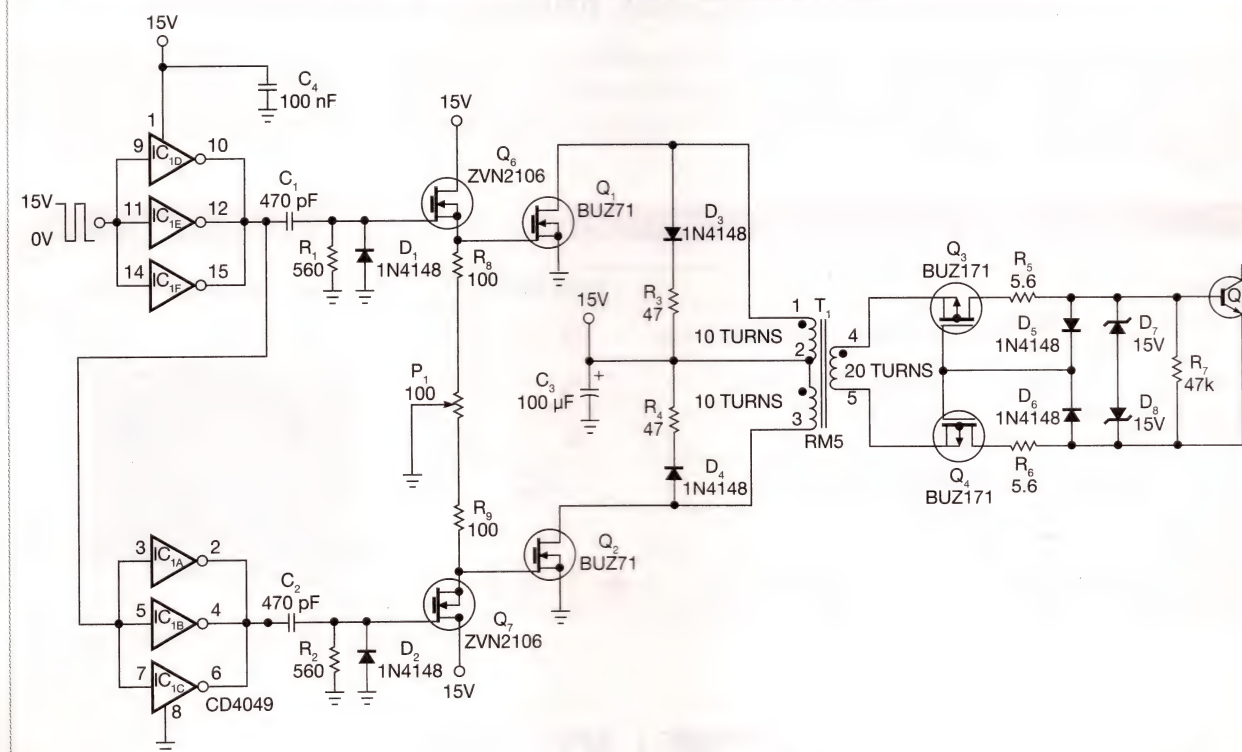 15V
C4
100 nF
1
9
IC1D
10
15V
0V
11
IC1E
12
14
IC1F
15
C1
470 pF
R1
560
D1
1N4148
15V
Q6
ZVN2106
Q1
BUZ71
R8
100
P1
100
R9
100
D3
1N4148
R3
47
15V
C3
100 µF
+
R4
47
D4
1N4148
1
T1
10 TURNS
2
10 TURNS
3
RM5
4
20 TURNS
5
Q3
BUZ171
R5
5.6
D5
1N4148
D7
15V
R7
47k
D6
1N4148
D8
15V
Q4
BUZ171
R6
5.6
Q
3
IC1A
2
5
IC1B
4
7
IC1C
6
8
CD4049
C2
470 pF
R2
560
D2
1N4148
Q7
ZVN2106
15V
Q2
BUZ71